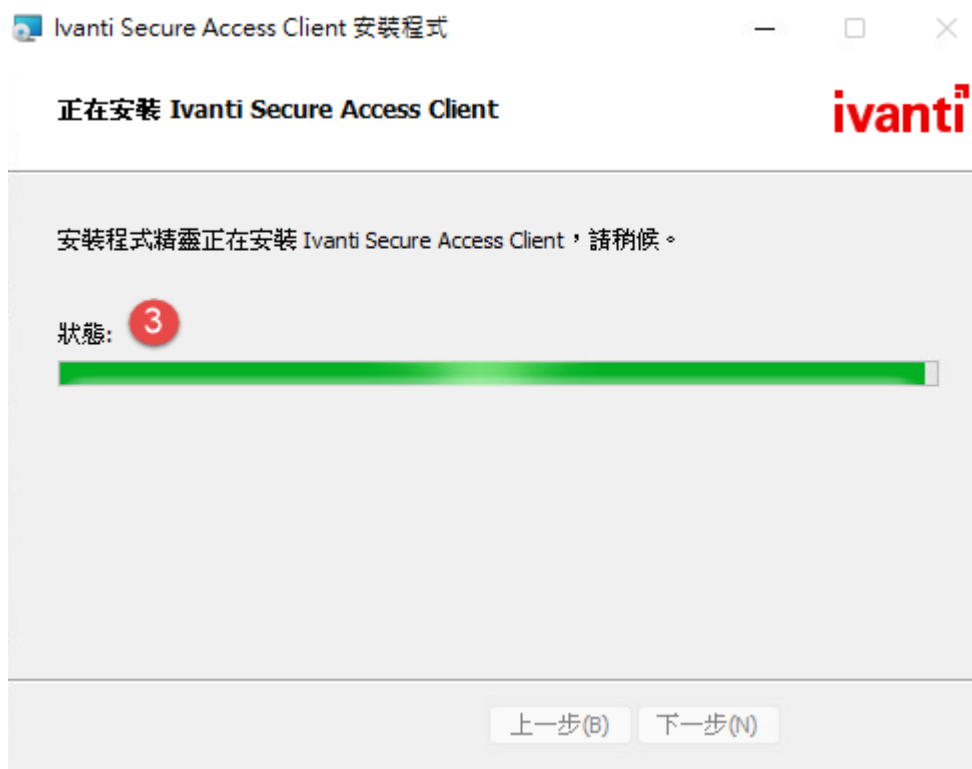 Ivanti Secure Access Client 安裝程式
正在安裝 Ivanti Secure Access Client
ivanti
安裝程式精靈正在安裝 Ivanti Secure Access Client，請稍候。
狀態:
3
上一步(B)
下一步(N)